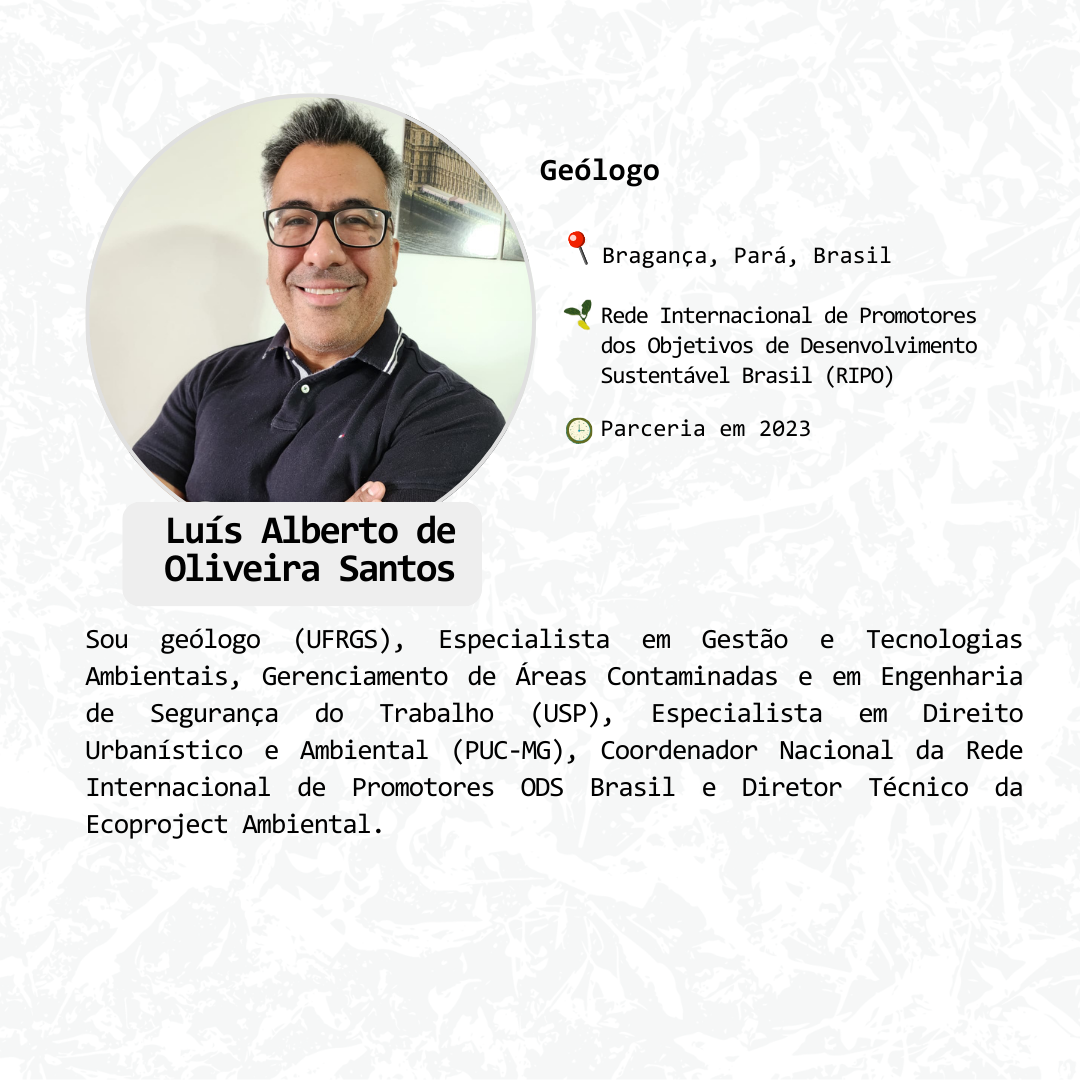 Geólogo
Bragança, Pará, Brasil
Rede Internacional de Promotores
dos Objetivos de Desenvolvimento
Sustentável Brasil (RIPO)
Parceria em 2023
Luís Alberto de
Oliveira Santos
Sou geólogo (UFRGS), Especialista em Gestão e Tecnologias
Ambientais, Gerenciamento de Áreas Contaminadas e em Engenharia
de Segurança do Trabalho (USP), Especialista em Direito
Urbanístico e Ambiental (PUC-MG), Coordenador Nacional da Rede
Internacional de Promotores ODS Brasil e Diretor Técnico da
Ecoproject Ambiental.